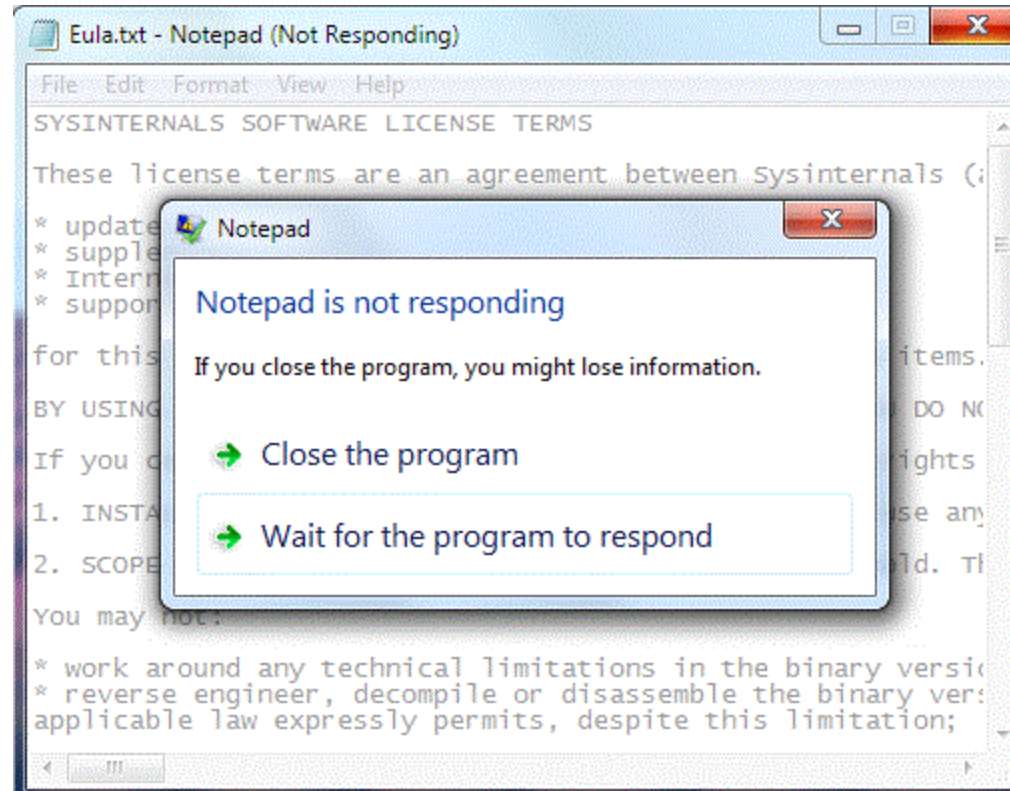 Eula.txt - Notepad (Not Responding)
File Edit Format View Help
SYSINTERNALS SOFTWARE LICENSE TERMS
These license terms are an agreement between Sysinternals (
* update
* supple
* Intern
* suppor
for this items.
BY USING DO NO
If you ights
1. INSTA se any
2. SCOPE ld. Th
You may not:
* work around any technical limitations in the binary versio
* reverse engineer, decompile or disassemble the binary vers
applicable law expressly permits, despite this limitation;
Notepad
Notepad is not responding
If you close the program, you might lose information.
Close the program
Wait for the program to respond